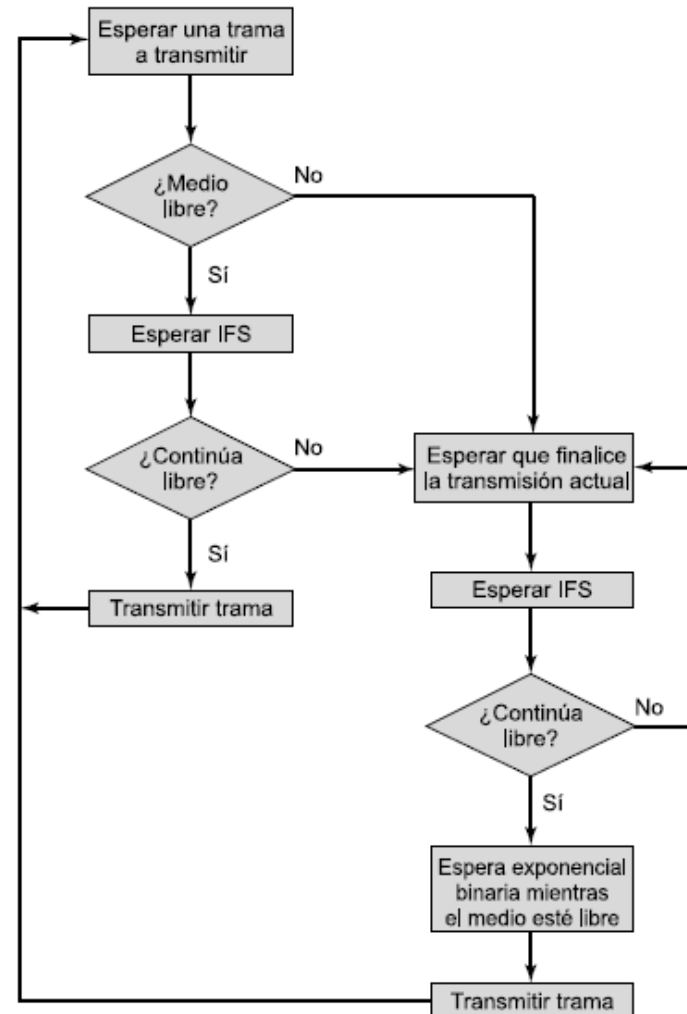 Esperar una trama
a transmitir
¿Medio
libre?
No
Sí
Esperar IFS
¿Continúa
libre?
No
Sí
Transmitir trama
Esperar que finalice
la transmisión actual
Esperar IFS
¿Continúa
libre?
No
Sí
Espera exponencial
binaria mientras
el medio esté libre
Transmitir trama